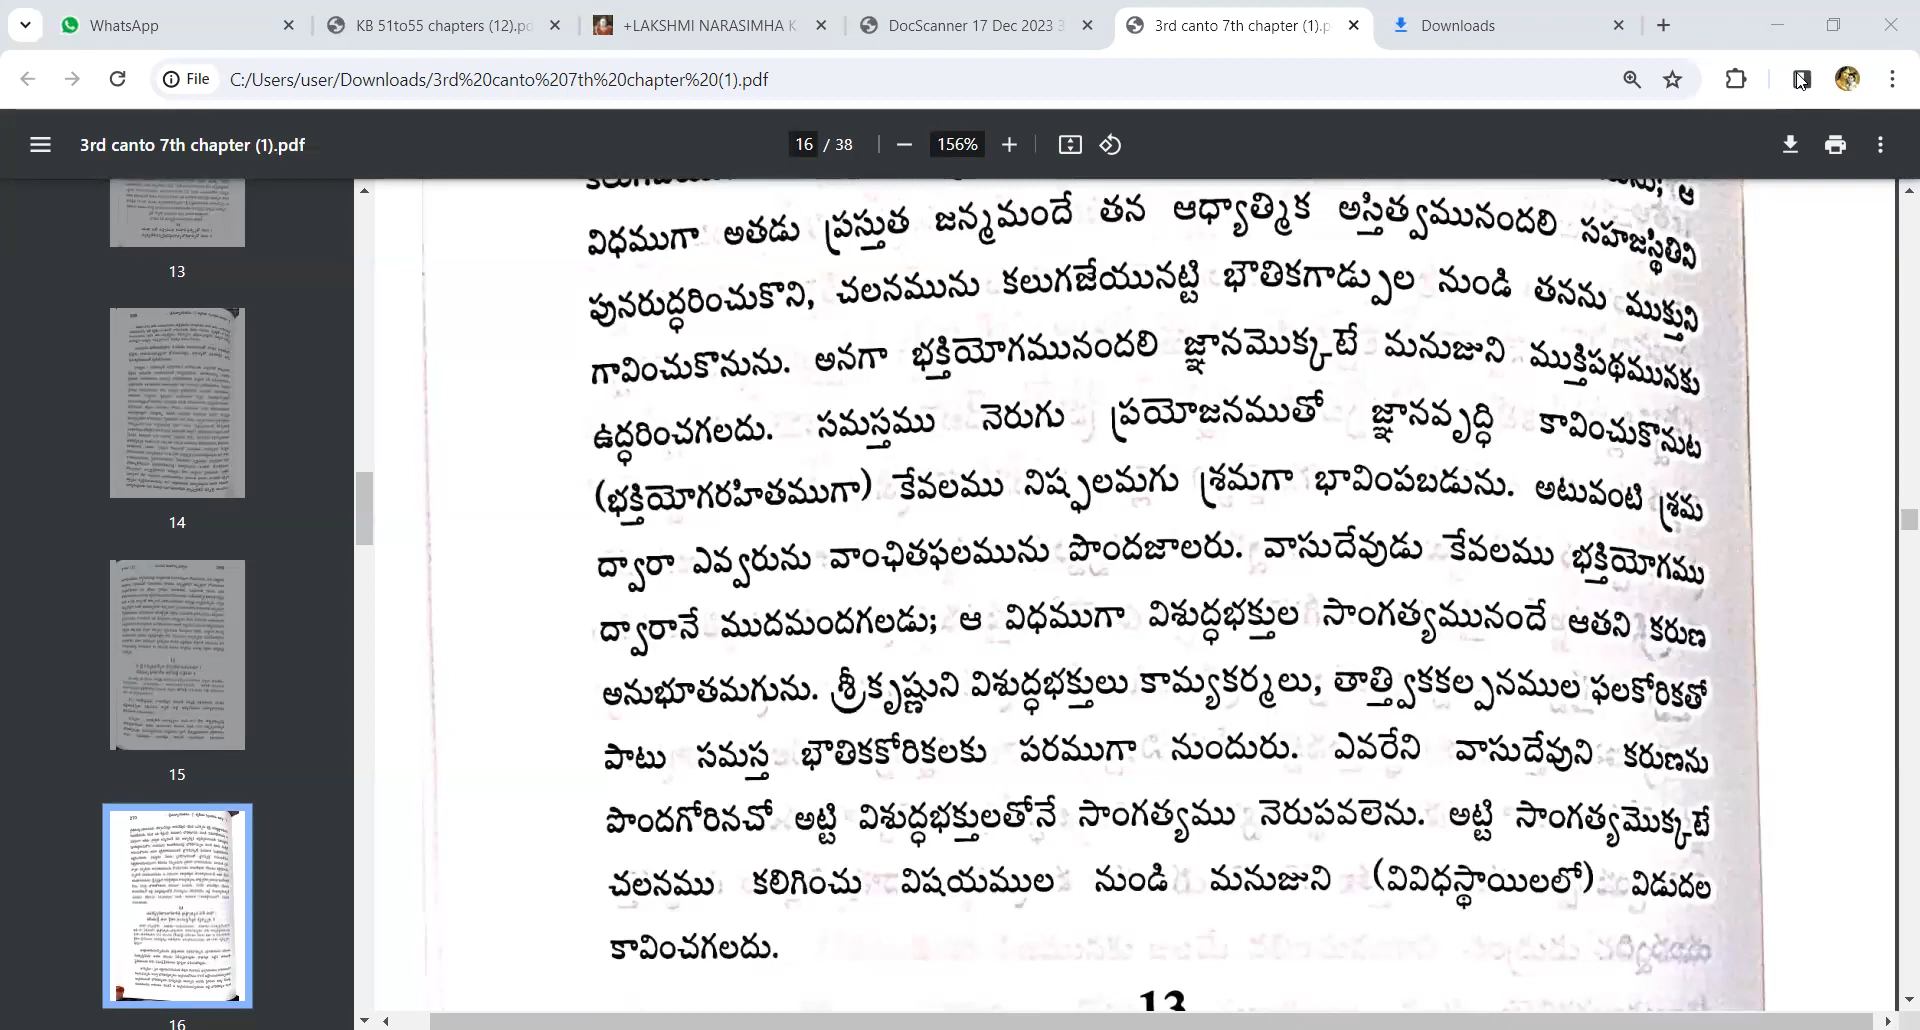 WhatsApp
KB 51to55 chapters (12).pd
+LAKSHMI NARASIMHA K
DocScanner 17 Dec 2023 3
3rd canto 7th chapter (1).p
Downloads
File C:/Users/user/Downloads/3rd%20canto%207th%20chapter%20(1).pdf
3rd canto 7th chapter (1).pdf
16 / 38
156%
13
14
15
16
ఆ
విధముగా అతడు ప్రస్తుత జన్మమందే తన ఆధ్యాత్మిక అస్తిత్వమునందలి సహజస్థితిని
పునరుద్ధరించుకొని, చలనమును కలుగజేయునట్టి భౌతికగాడ్పుల నుండి తనను ముక్తుని
గావించుకొనును. అనగా భక్తియోగమునందలి జ్ఞానమొక్కటే మనుజుని ముక్తిపథమునకు
ఉద్ధరించగలదు. సమస్తము నెరుగు ప్రయోజనముతో జ్ఞానవృద్ధి కావించుకొనుట
(భక్తియోగరహితముగా) కేవలము నిష్ఫలమగు శ్రమగా భావింపబడును. అటువంటి శ్రమ
ద్వారా ఎవ్వరును వాంఛితఫలమును పొందజాలరు. వాసుదేవుడు కేవలము భక్తియోగము
ద్వారానే ముదమందగలడు; ఆ విధముగా విశుద్ధభక్తుల సాంగత్యమునందే ఆతని కరుణ
అనుభూతమగును. శ్రీకృష్ణుని విశుద్ధభక్తులు కామ్యకర్మలు, తాత్త్వికకల్పనముల ఫలకోరికతో
పాటు సమస్త భౌతికకోరికలకు పరముగా నుందురు. ఎవరేని వాసుదేవుని కరుణను
పొందగోరినచో అట్టి విశుద్ధభక్తులతోనే సాంగత్యము నెరుపవలెను. అట్టి సాంగత్యమొక్కటే
చలనము కలిగించు విషయముల నుండి మనుజుని (వివిధస్థాయిలలో) విడుదల
కావించగలదు.
13